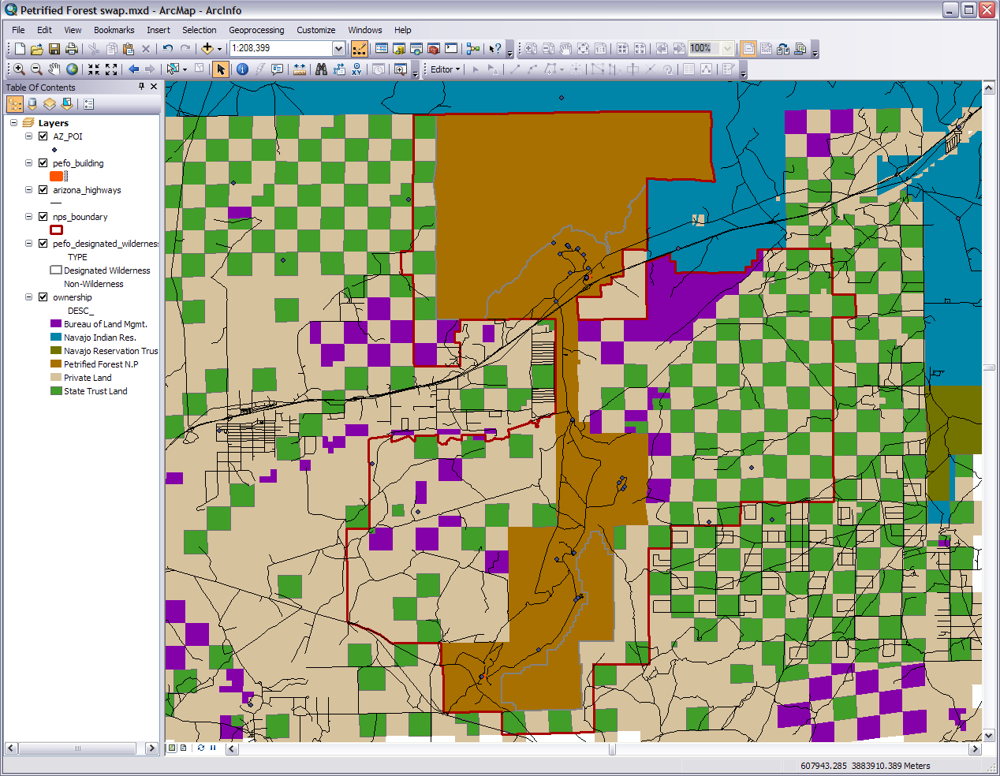 Petrified Forest swap.mxd - ArcMap - ArcInfo
File Edit View Bookmarks Insert Selection Geoprocessing Customize Windows Help
1:208,399
100%
Editor
Table Of Contents
Layers
AZ_POI
pefo_building
arizona_highways
nps_boundary
pefo_designated_wilderness
TYPE
Designated Wilderness
Non-Wilderness
ownership
DESC_
Bureau of Land Mgmt.
Navajo Indian Res.
Navajo Reservation Trus
Petrified Forest N.P
Private Land
State Trust Land
607943.285 3883910.389 Meters